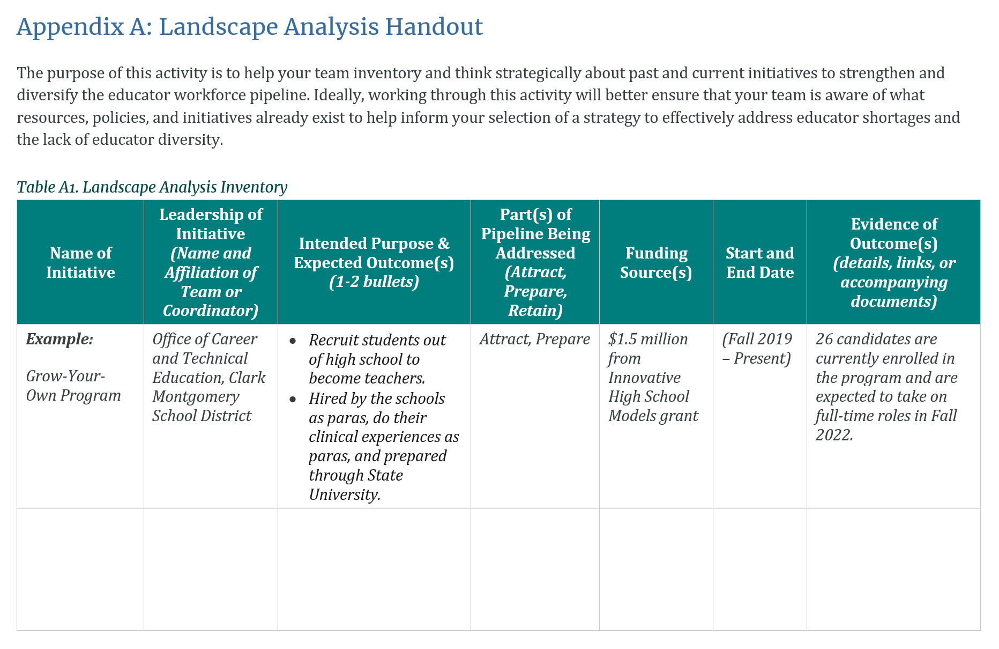 Appendix A: Landscape Analysis Handout
The purpose of this activity is to help your team inventory and think strategically about past and current initiatives to strengthen and
diversify the educator workforce pipeline. Ideally, working through this activity will better ensure that your team is aware of what
resources, policies, and initiatives already exist to help inform your selection of a strategy to effectively address educator shortages and
the lack of educator diversity.
Table A1. Landscape Analysis Inventory
Name of
Initiative
Leadership of
Initiative
(Name and
Affiliation of
Team or
Coordinator)
Intended Purpose &
Expected Outcome(s)
(1-2 bullets)
Part(s) of
Pipeline Being
Addressed
(Attract,
Prepare,
Retain)
Funding
Source(s)
Start and
End Date
Evidence of
Outcome(s)
(details, links, or
accompanying
documents)
Example:
Grow-Your-
Own Program
Office of Career
and Technical
Education, Clark
Montgomery
School District
• Recruit students out
of high school to
become teachers.
• Hired by the schools
as paras, do their
clinical experiences as
paras, and prepared
through State
University.
Attract, Prepare
$1.5 million
from
Innovative
High School
Models grant
(Fall 2019
– Present)
26 candidates are
currently enrolled in
the program and are
expected to take on
full-time roles in Fall
2022.